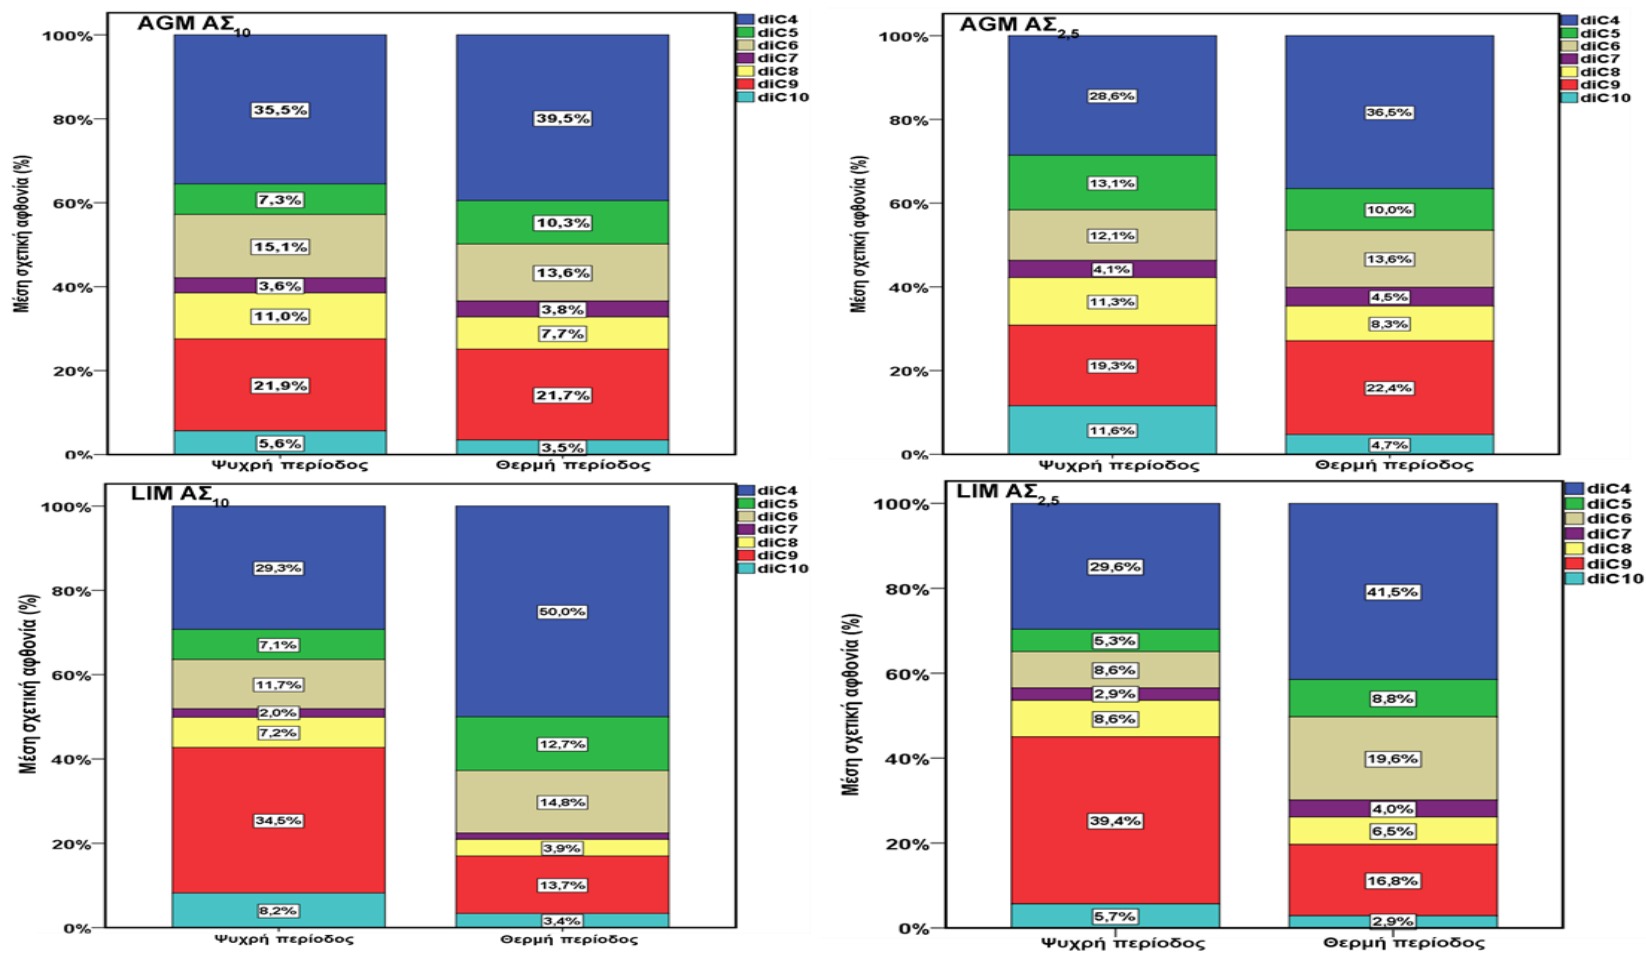 AGM ΑΣ10
diC4
diC5
diC6
diC7
diC8
diC9
diC10
Μέση σχετική αφθονία (%)
100%
80%
60%
40%
20%
0%
35,5%
7,3%
15,1%
3,6%
11,0%
21,9%
5,6%
39,5%
10,3%
13,6%
3,8%
7,7%
21,7%
3,5%
Ψυχρή περίοδος
Θερμή περίοδος
AGM ΑΣ2,5
diC4
diC5
diC6
diC7
diC8
diC9
diC10
Μέση σχετική αφθονία (%)
100%
80%
60%
40%
20%
0%
28,6%
13,1%
12,1%
4,1%
11,3%
19,3%
11,6%
36,5%
10,0%
13,6%
4,5%
8,3%
22,4%
4,7%
Ψυχρή περίοδος
Θερμή περίοδος
LIM ΑΣ10
diC4
diC5
diC6
diC7
diC8
diC9
diC10
Μέση σχετική αφθονία (%)
100%
80%
60%
40%
20%
0%
29,3%
7,1%
11,7%
2,0%
7,2%
34,5%
8,2%
50,0%
12,7%
14,8%
3,9%
13,7%
3,4%
Ψυχρή περίοδος
Θερμή περίοδος
LIM ΑΣ2,5
diC4
diC5
diC6
diC7
diC8
diC9
diC10
Μέση σχετική αφθονία (%)
100%
80%
60%
40%
20%
0%
29,6%
5,3%
8,6%
2,9%
8,6%
39,4%
5,7%
41,5%
8,8%
19,6%
4,0%
6,5%
16,8%
2,9%
Ψυχρή περίοδος
Θερμή περίοδος